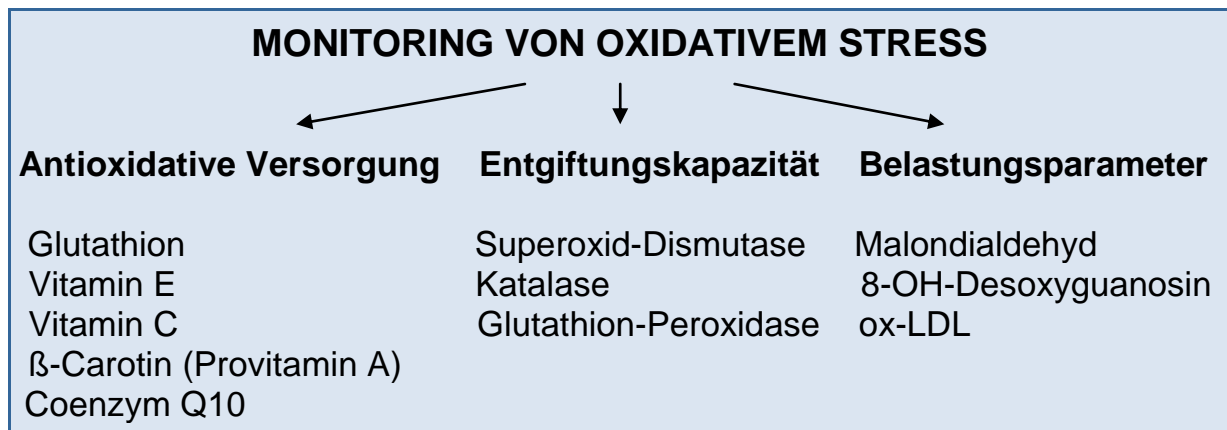 MONITORING VON OXIDATIVEM STRESS
Antioxidative Versorgung
Glutathion
Vitamin E
Vitamin C
ß-Carotin (Provitamin A)
Coenzym Q10
Entgiftungskapazität
Superoxid-Dismutase
Katalase
Glutathion-Peroxidase
Belastungsparameter
Malondialdehyd
8-OH-Desoxyguanosin
ox-LDL